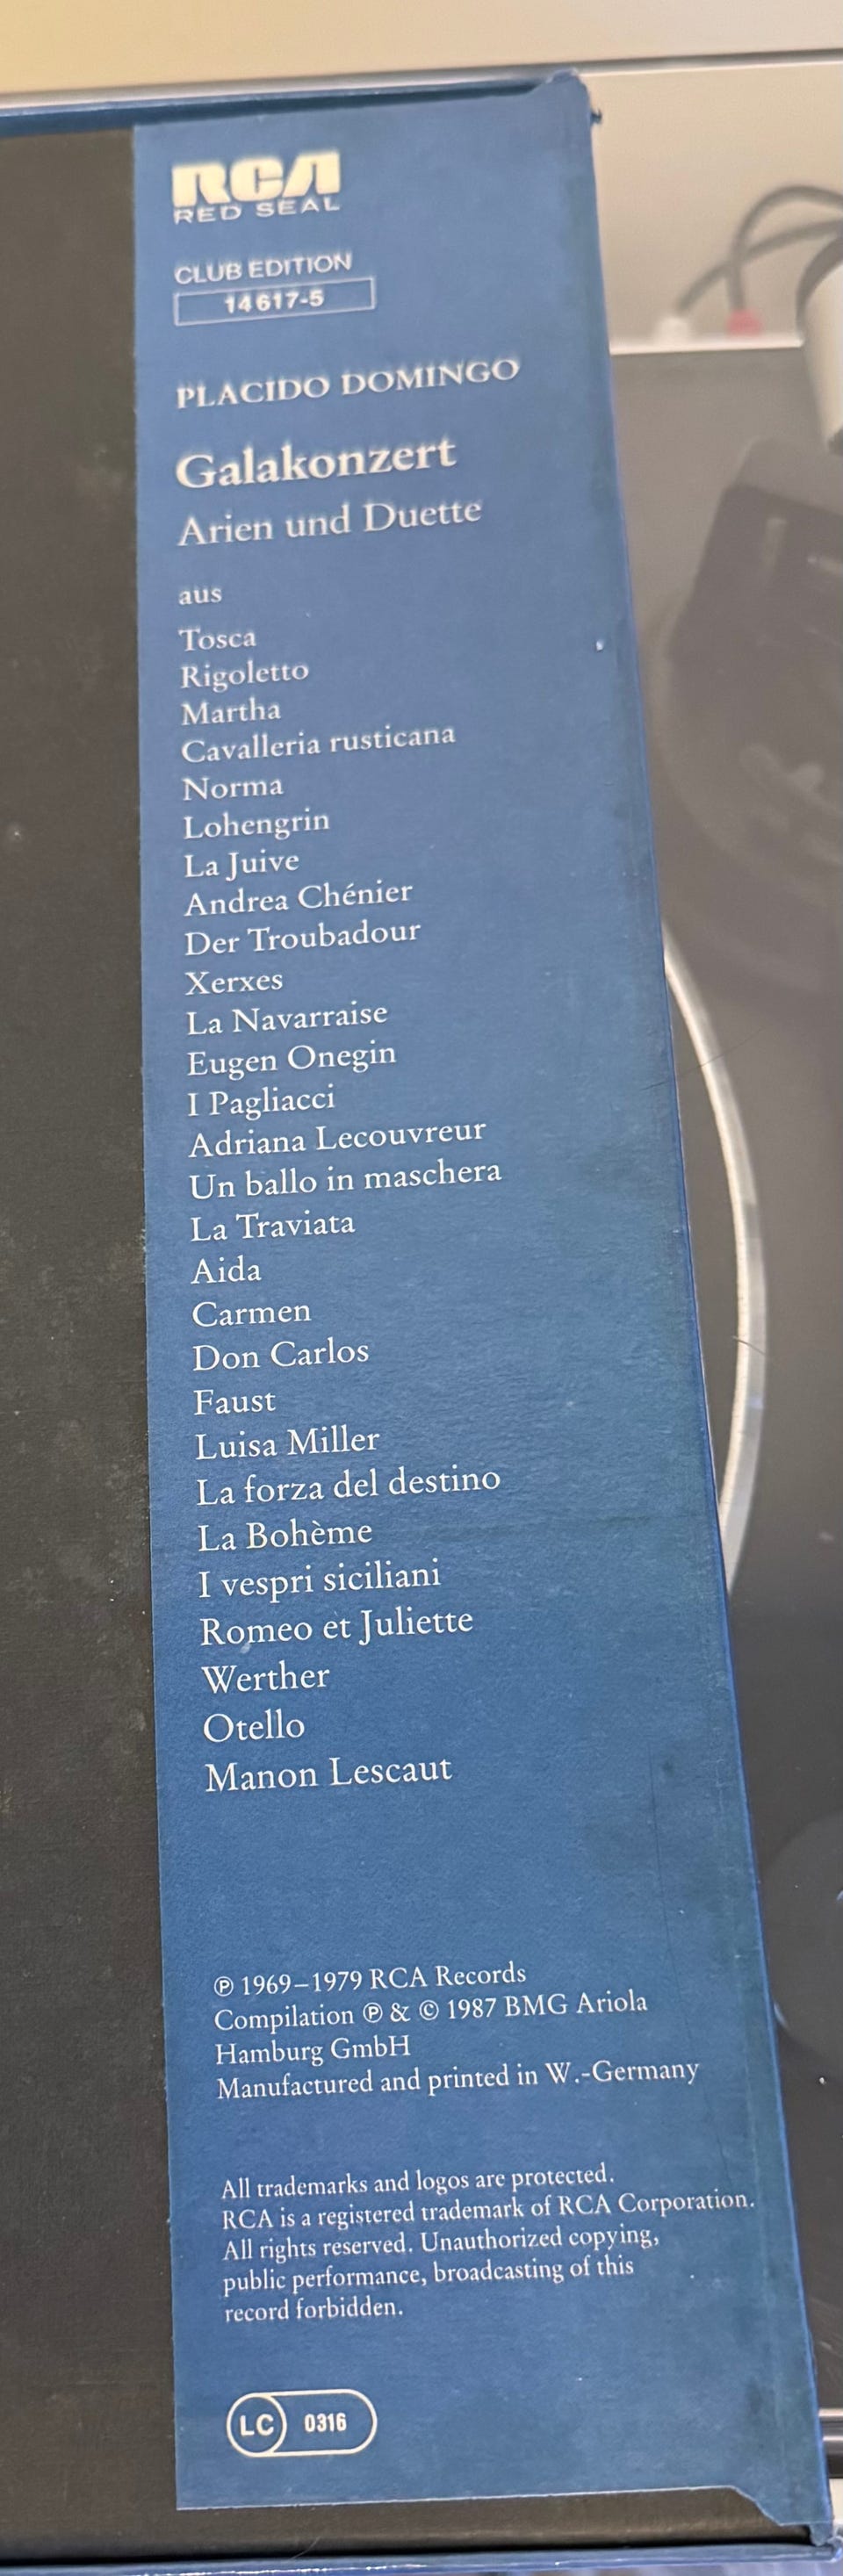 RCA
RED SEAL
CLUB EDITION
14617-5
PLACIDO DOMINGO
Galakonzert
Arien und Duette
aus
Tosca
Rigoletto
Martha
Cavalleria rusticana
Norma
Lohengrin
La Juive
Andrea Chénier
Der Troubadour
Xerxes
La Navarraise
Eugen Onegin
I Pagliacci
Adriana Lecouvreur
Un ballo in maschera
La Traviata
Aida
Carmen
Don Carlos
Faust
Luisa Miller
La forza del destino
La Bohème
I vespri siciliani
Romeo et Juliette
Werther
Otello
Manon Lescaut
℗ 1969–1979 RCA Records
Compilation ℗ & © 1987 BMG Ariola
Hamburg GmbH
Manufactured and printed in W.-Germany
All trademarks and logos are protected.
RCA is a registered trademark of RCA Corporation.
All rights reserved. Unauthorized copying,
public performance, broadcasting of this
record forbidden.
LC 0316